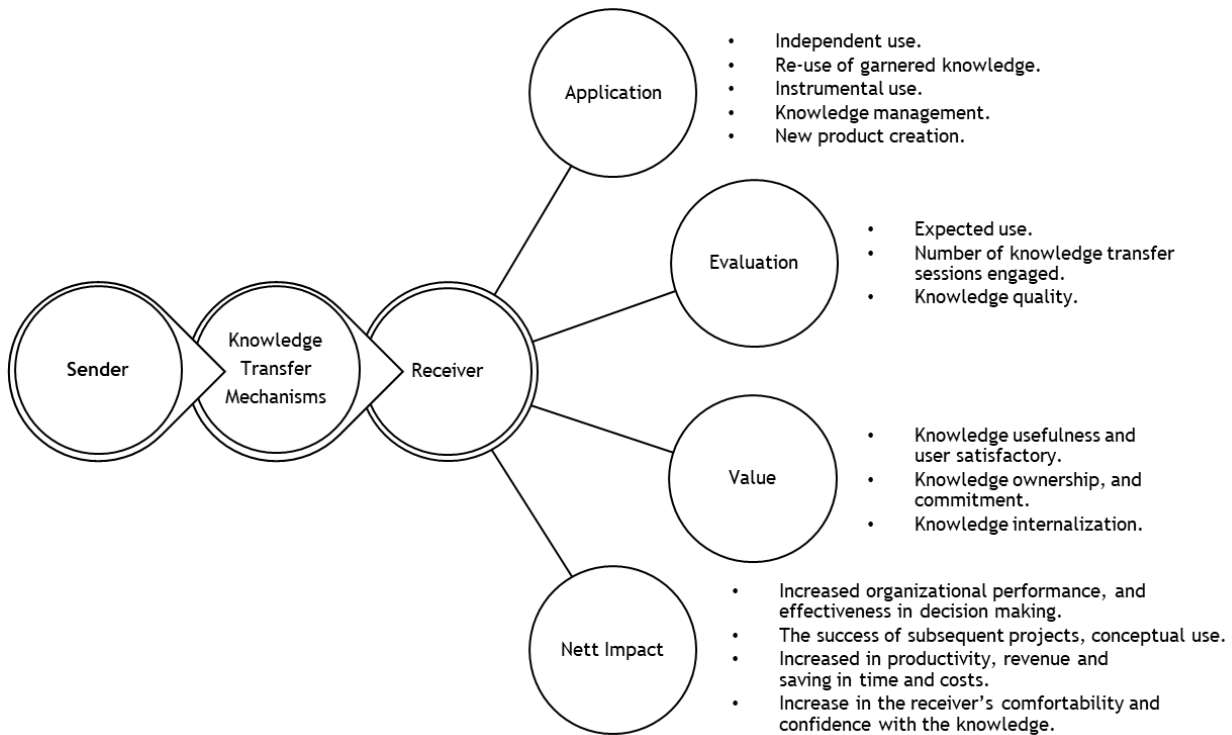 Sender
Knowledge
Transfer
Mechanisms
Receiver
Application
• Independent use.
• Re-use of garnered knowledge.
• Instrumental use.
• Knowledge management.
• New product creation.
Evaluation
• Expected use.
• Number of knowledge transfer
sessions engaged.
• Knowledge quality.
Value
• Knowledge usefulness and
user satisfactory.
• Knowledge ownership, and
commitment.
• Knowledge internalization.
Nett Impact
• Increased organizational performance, and
effectiveness in decision making.
• The success of subsequent projects, conceptual use.
• Increased in productivity, revenue and
saving in time and costs.
• Increase in the receiver’s comfortability and
confidence with the knowledge.